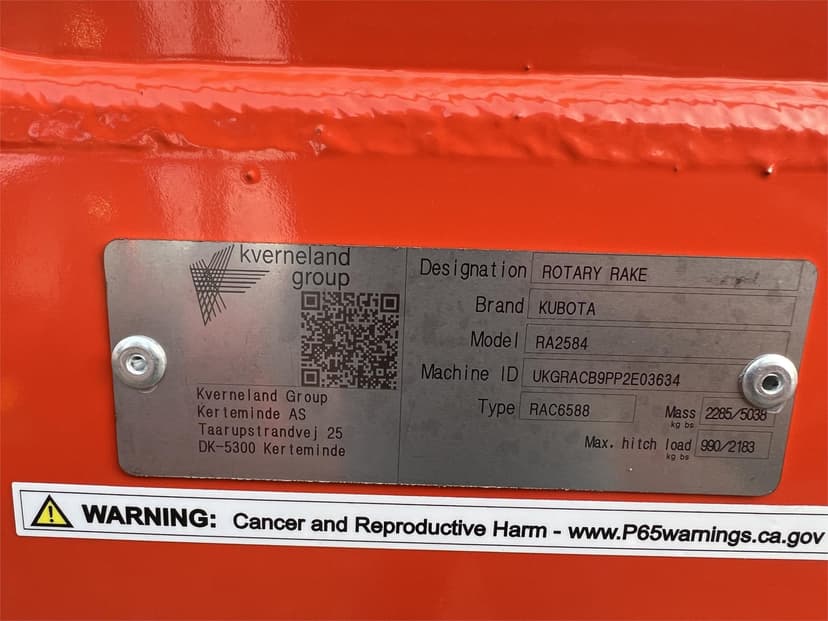 kverneland
group
Kverneland Group
Kerteminde AS
Taarupstrandvej 25
DK-5300 Kerteminde
Designation ROTARY RAKE
Brand KUBOTA
Model RA2584
Machine ID UKGRACB9PP2E03634
Type RAC6588 Mass 2285/5038
kg bs
Max. hitch load 990/2183
kg bs
WARNING: Cancer and Reproductive Harm - www.P65warnings.ca.gov